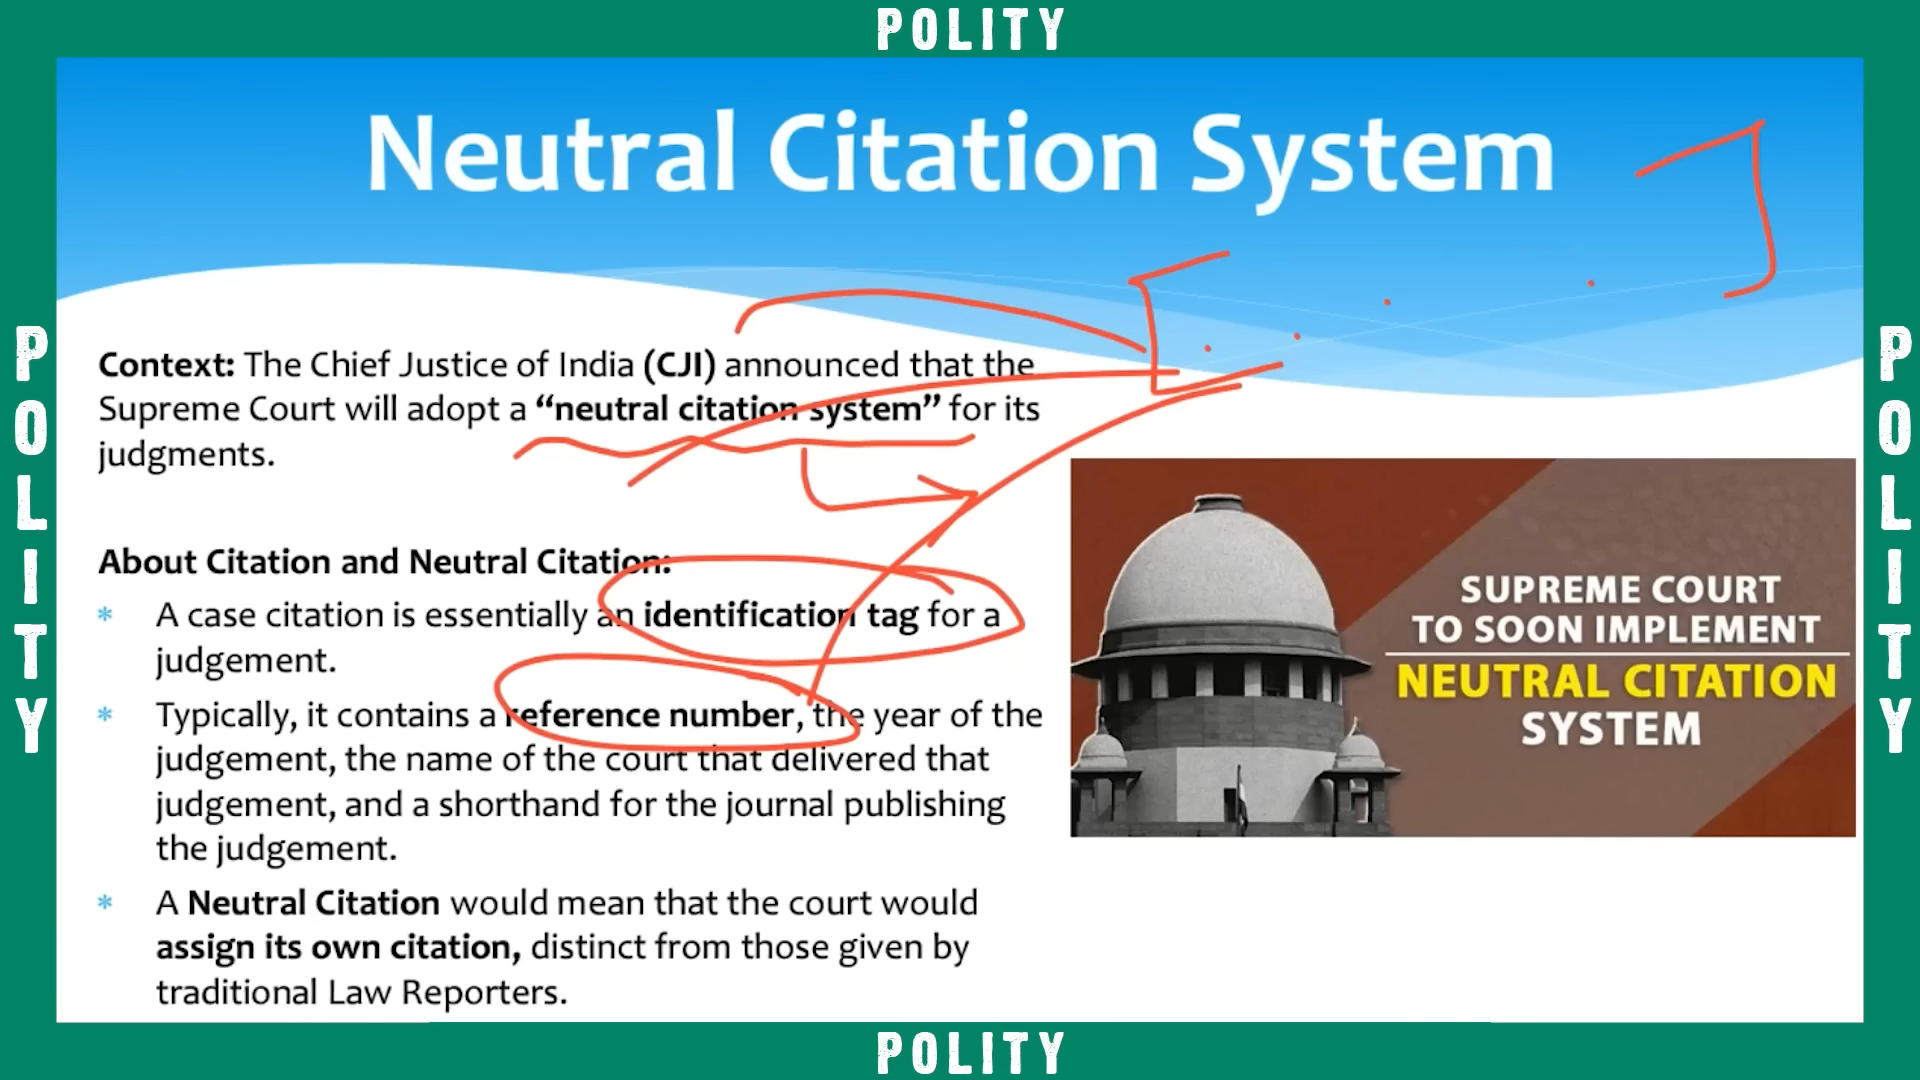 POLITY
Neutral Citation System
Context: The Chief Justice of India (CJI) announced that the
Supreme Court will adopt a “neutral citation system” for its
judgments.
About Citation and Neutral Citation:
* A case citation is essentially an identification tag for a
judgement.
* Typically, it contains a reference number, the year of the
judgement, the name of the court that delivered that
judgement, and a shorthand for the journal publishing
the judgement.
* A Neutral Citation would mean that the court would
assign its own citation, distinct from those given by
traditional Law Reporters.
SUPREME COURT
TO SOON IMPLEMENT
NEUTRAL CITATION
SYSTEM
POLITY
POLITY
POLITY